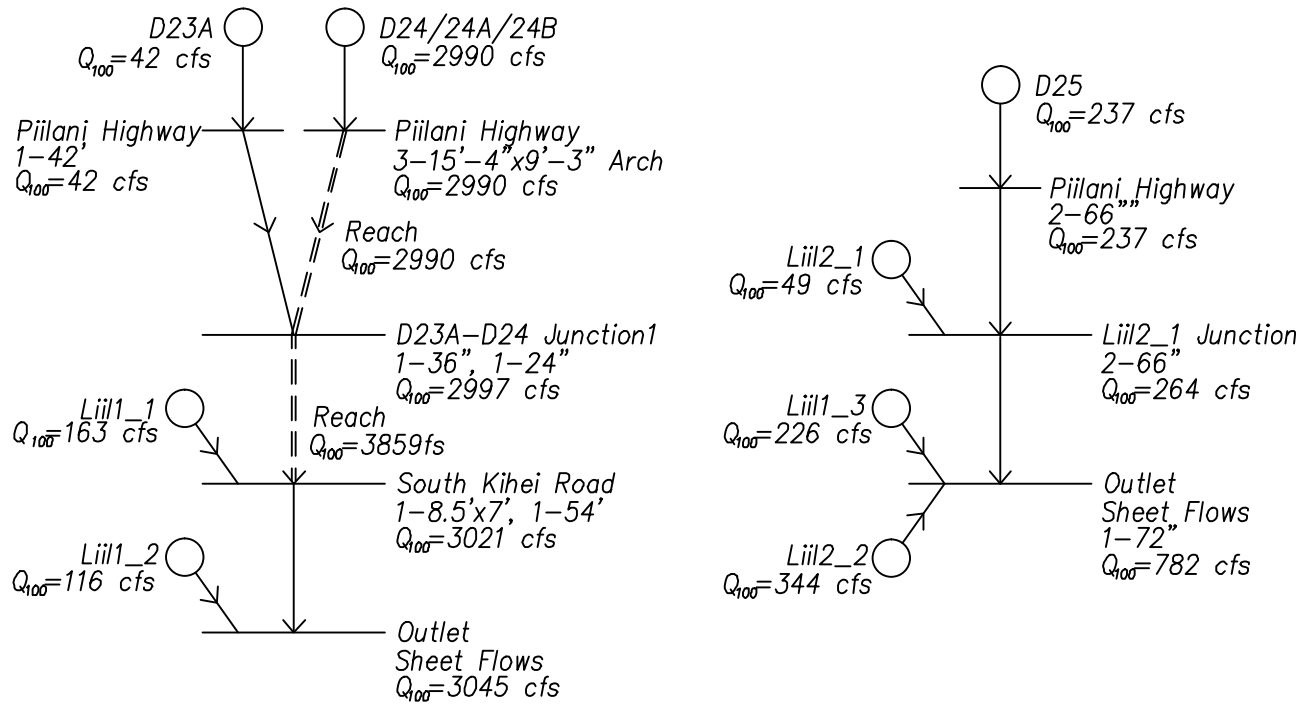 D23A
Q100=42 cfs
D24/24A/24B
Q100=2990 cfs
Piilani Highway
1-42'
Q100=42 cfs
Piilani Highway
3-15'-4"x9'-3" Arch
Q100=2990 cfs
Reach
Q100=2990 cfs
D23A-D24 Junction1
1-36", 1-24"
Q100=2997 cfs
Liil1_1
Q100=163 cfs
Reach
Q100=3859fs
South Kihei Road
1-8.5'x7', 1-54'
Q100=3021 cfs
Liil1_2
Q100=116 cfs
Outlet
Sheet Flows
Q100=3045 cfs
D25
Q100=237 cfs
Piilani Highway
2-66""
Q100=237 cfs
Liil2_1
Q100=49 cfs
Liil2_1 Junction
2-66"
Q100=264 cfs
Liil1_3
Q100=226 cfs
Outlet
Sheet Flows
1-72"
Q100=782 cfs
Liil2_2
Q100=344 cfs